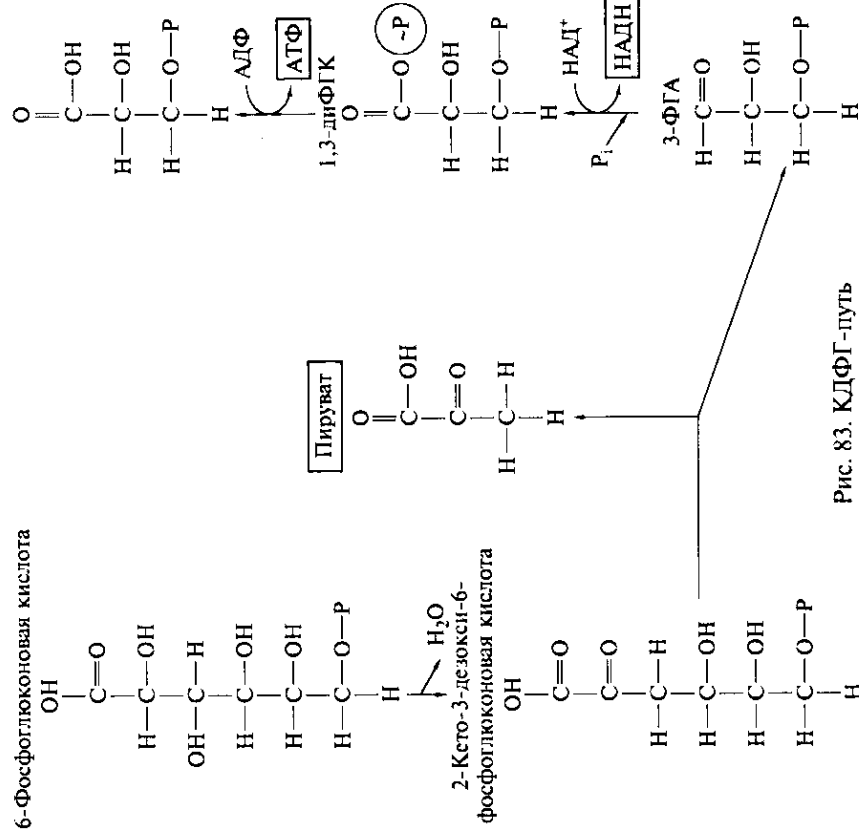 6-Фосфоглюконовая кислота
OH
C=O
H—C—OH
OH—C—H
H—C—OH
H—C—OH
H—C—O—P
H
H₂O
2-Кето-3-дезокси-6-
фосфоглюконовая кислота
OH
C=O
C=O
H—C—H
H—C—OH
H—C—OH
H—C—O—P
H
Пируват
O
C—OH
C=O
H—C—H
H
O
C—OH
H—C—OH
H—C—O—P
H
АДФ
АТФ
1,3-диФГК
O
C—O ~P
H—C—OH
H—C—O—P
H
НАД⁺
НАДН
Pᵢ
3-ФГА
H—C=O
H—C—OH
H—C—O—P
H
Рис. 83. КДФГ-путь